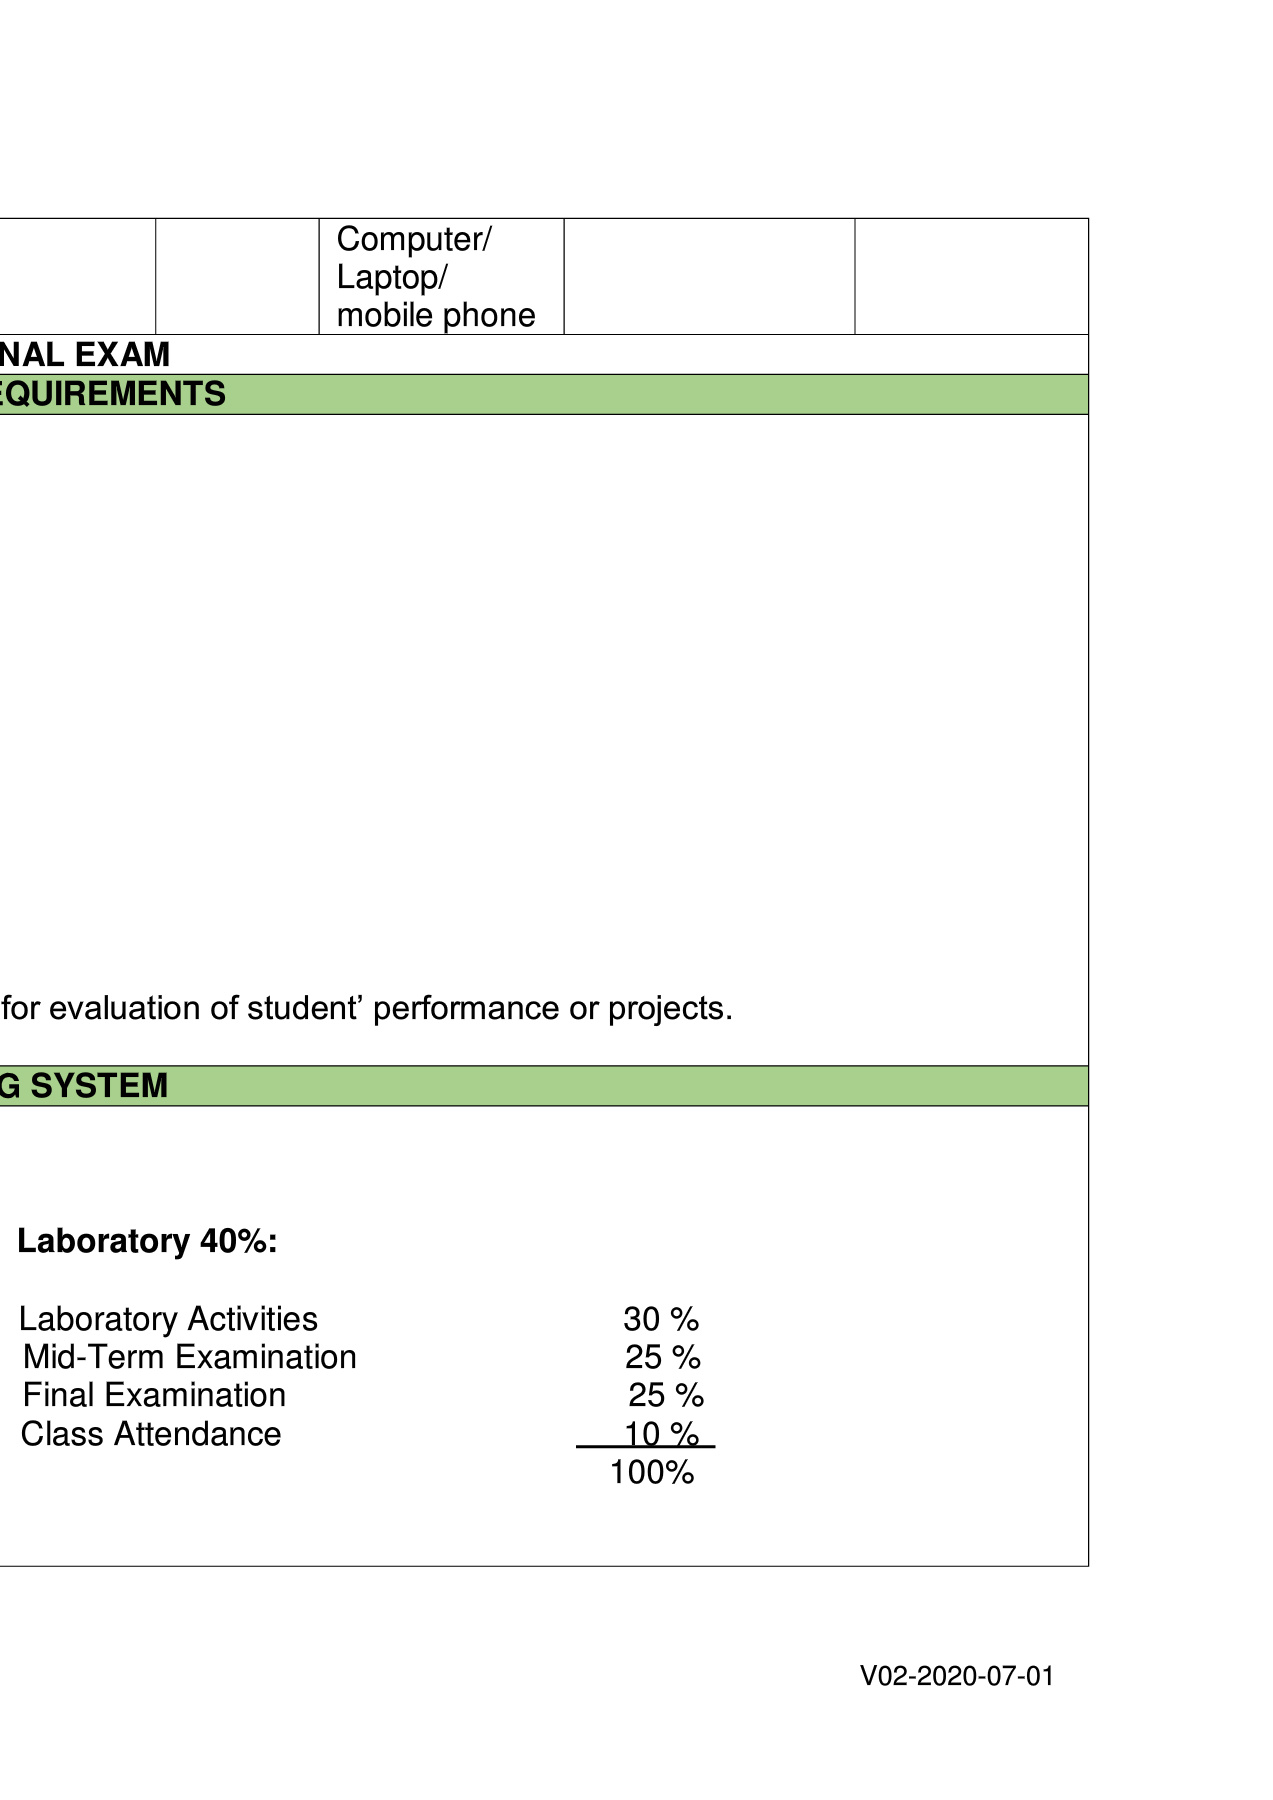 Computer/
Laptop/
mobile phone
NAL EXAM
EQUIREMENTS
for evaluation of student’ performance or projects.
G SYSTEM
Laboratory 40%:
Laboratory Activities 30 %
Mid-Term Examination 25 %
Final Examination 25 %
Class Attendance 10 %
100%
V02-2020-07-01